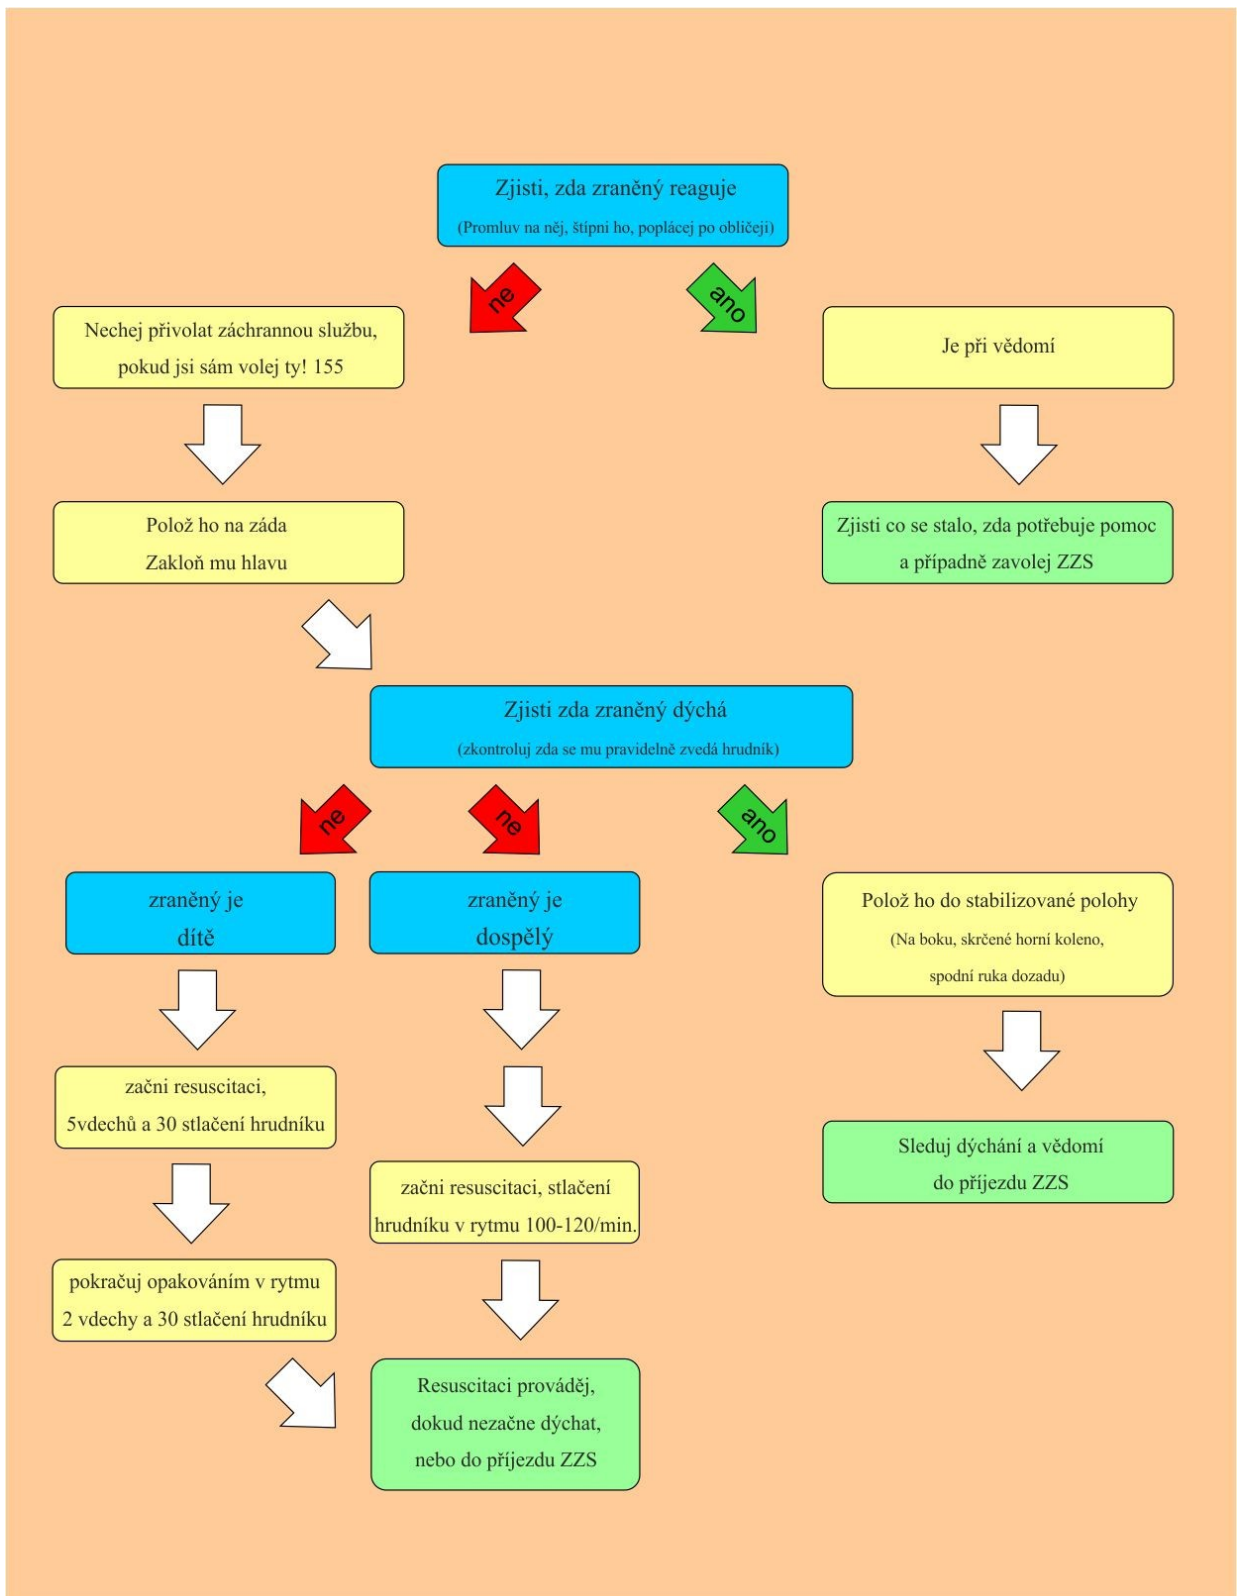 Zjisti, zda zraněný reaguje
(Promluv na něj, štípni ho, poplácej po obličeji)
ne
ano
Nechej přivolat záchrannou službu,
pokud jsi sám volej ty! 155
Je při vědomí
Polož ho na záda
Zakloň mu hlavu
Zjisti co se stalo, zda potřebuje pomoc
a případně zavolej ZZS
Zjisti zda zraněný dýchá
(zkontroluj zda se mu pravidelně zvedá hrudník)
ne
ne
ano
zraněný je
dítě
zraněný je
dospělý
Polož ho do stabilizované polohy
(Na boku, skrčené horní koleno,
spodní ruka dozadu)
začni resuscitaci,
5vdechů a 30 stlačení hrudníku
začni resuscitaci, stlačení
hrudníku v rytmu 100-120/min.
Sleduj dýchání a vědomí
do příjezdu ZZS
pokračuj opakováním v rytmu
2 vdechy a 30 stlačení hrudníku
Resuscitaci prováděj,
dokud nezačne dýchat,
nebo do příjezdu ZZS